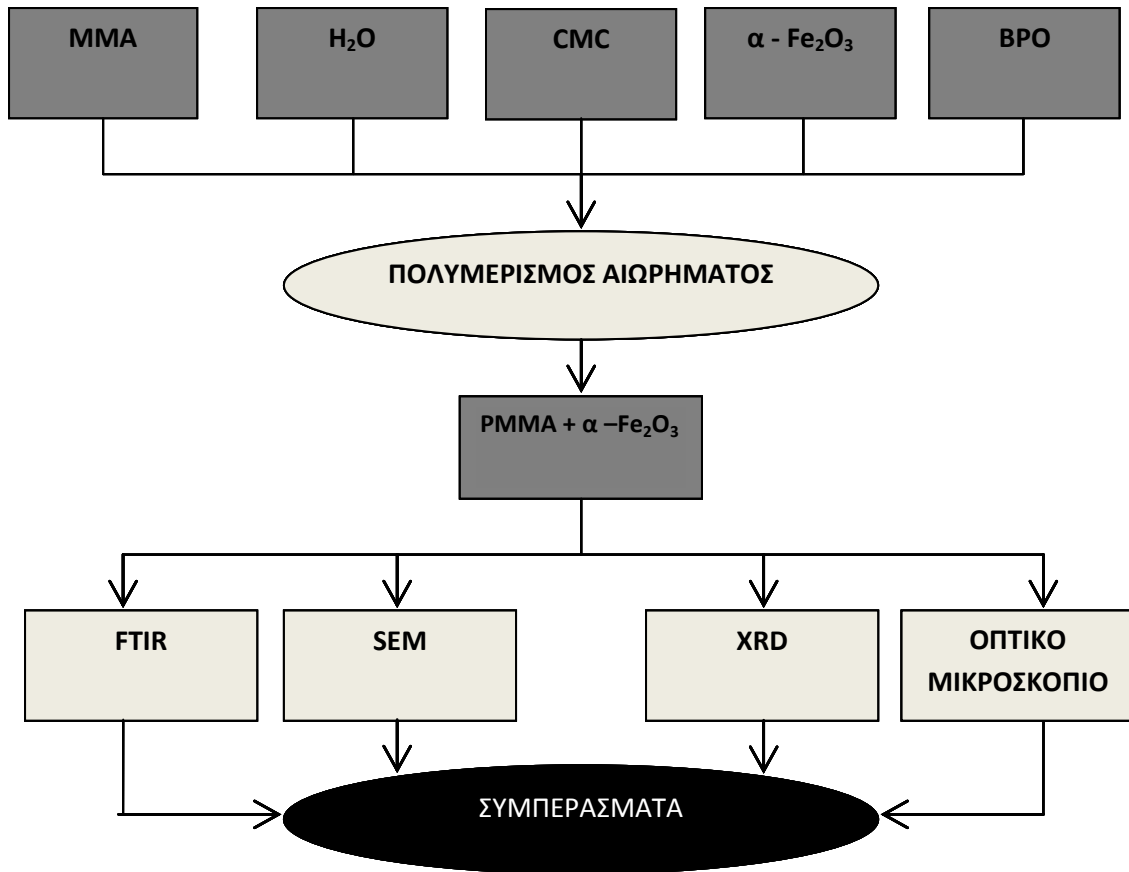 MMA
H₂O
CMC
α - Fe₂O₃
BPO
ΠΟΛΥΜΕΡΙΣΜΟΣ ΑΙΩΡΗΜΑΤΟΣ
PMMA + α –Fe₂O₃
FTIR
SEM
XRD
ΟΠΤΙΚΟ
ΜΙΚΡΟΣΚΟΠΙΟ
ΣΥΜΠΕΡΑΣΜΑΤΑ